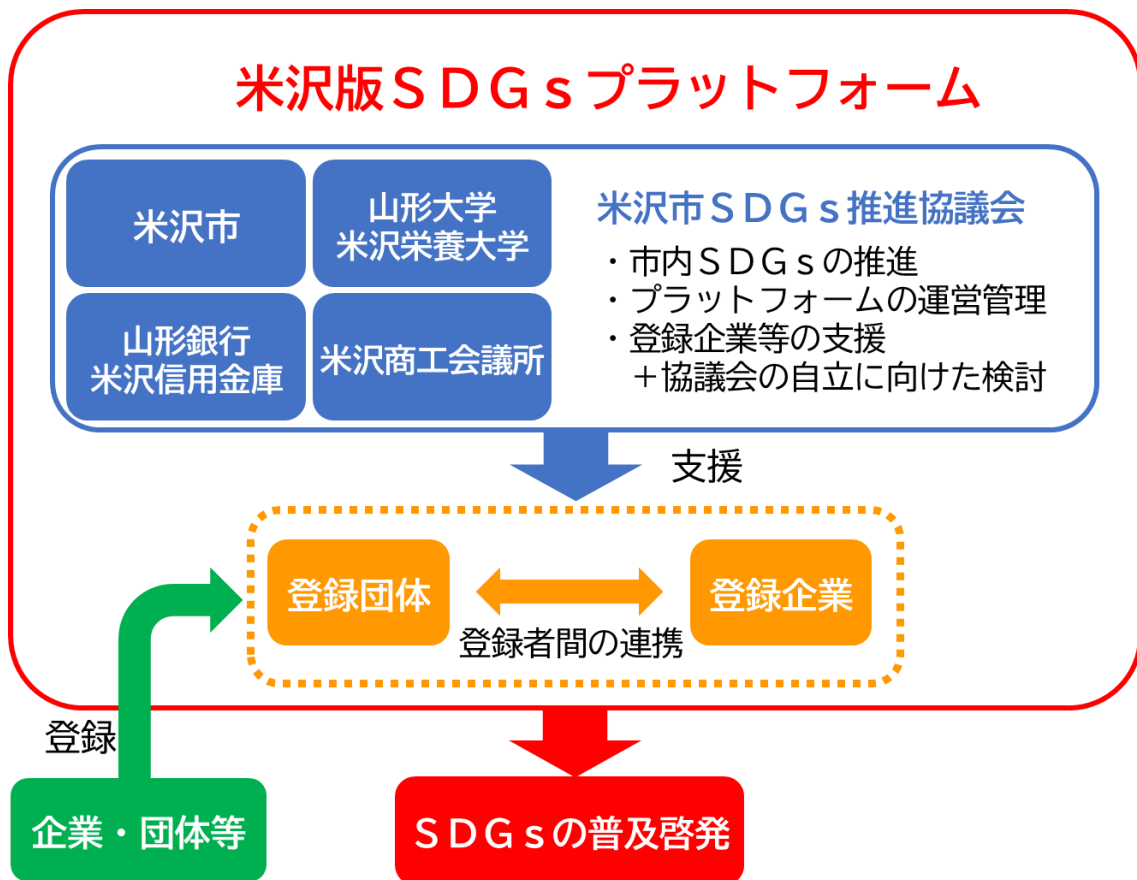 米沢版ＳＤＧｓプラットフォーム
米沢市
山形大学
米沢栄養大学
山形銀行
米沢信用金庫
米沢商工会議所
米沢市ＳＤＧｓ推進協議会
・市内ＳＤＧｓの推進
・プラットフォームの運営管理
・登録企業等の支援
＋協議会の自立に向けた検討
支援
登録団体
登録企業
登録者間の連携
登録
企業・団体等
ＳＤＧｓの普及啓発